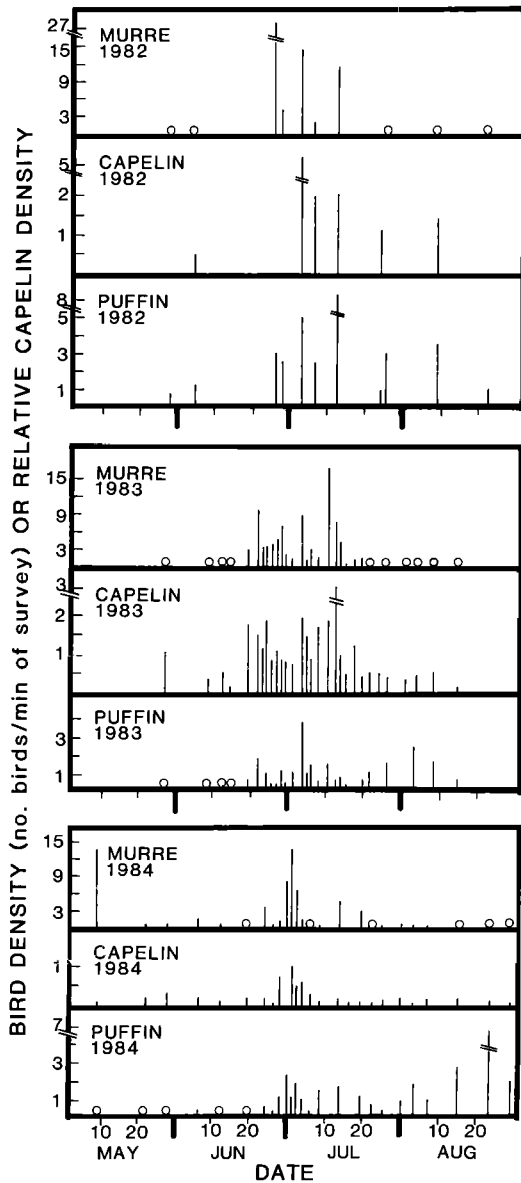 BIRD DENSITY (no. birds/min of survey) OR RELATIVE CAPELIN DENSITY
MURRE
1982
27
15
9
3
CAPELIN
1982
5
2
1
PUFFIN
1982
8
5
3
1
MURRE
1983
15
9
3
CAPELIN
1983
3
2
1
PUFFIN
1983
3
1
MURRE
1984
15
9
3
CAPELIN
1984
1
PUFFIN
1984
7
3
1
10 20 10 20 10 20 10 20
MAY JUN JUL AUG
DATE